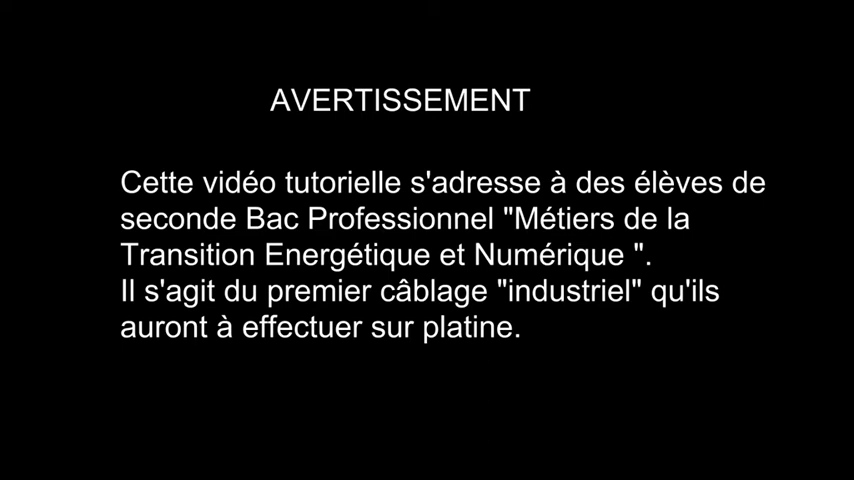 AVERTISSEMENT
Cette vidéo tutorielle s'adresse à des élèves de
seconde Bac Professionnel "Métiers de la
Transition Energétique et Numérique ".
Il s'agit du premier câblage "industriel" qu'ils
auront à effectuer sur platine.